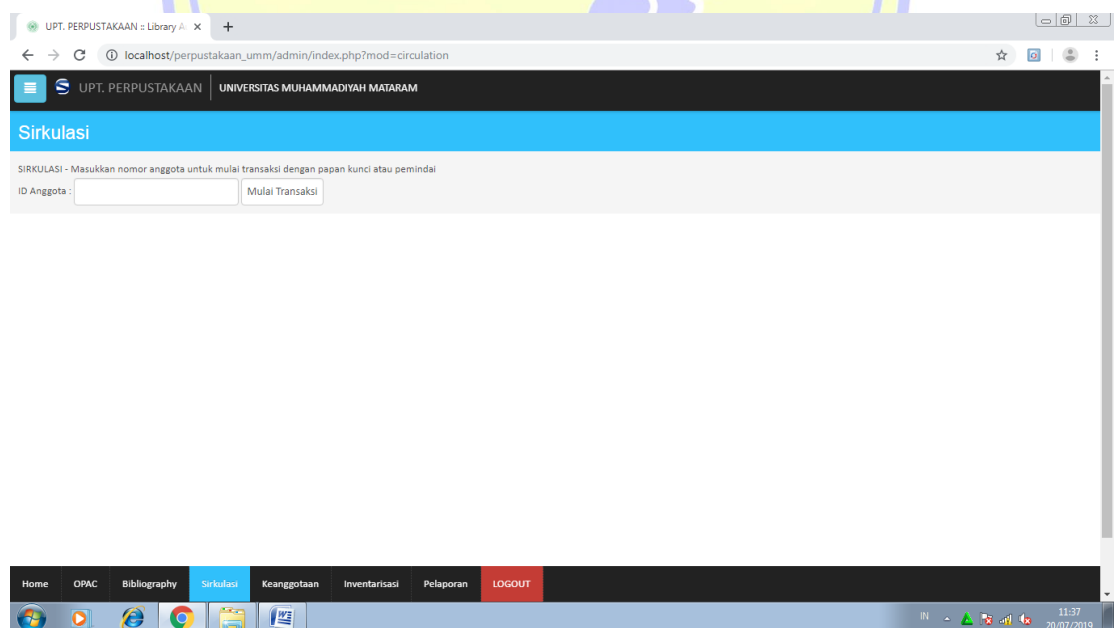 UPT. PERPUSTAKAAN :: Library A
localhost/perpustakaan_umm/admin/index.php?mod=circulation
UPT. PERPUSTAKAAN UNIVERSITAS MUHAMMADIYAH MATARAM
Sirkulasi
SIRKULASI - Masukkan nomor anggota untuk mulai transaksi dengan papan kunci atau pemindai
ID Anggota : Mulai Transaksi
Home OPAC Bibliography Sirkulasi Keanggotaan Inventarisasi Pelaporan LOGOUT
IN 11:37
20/07/2019